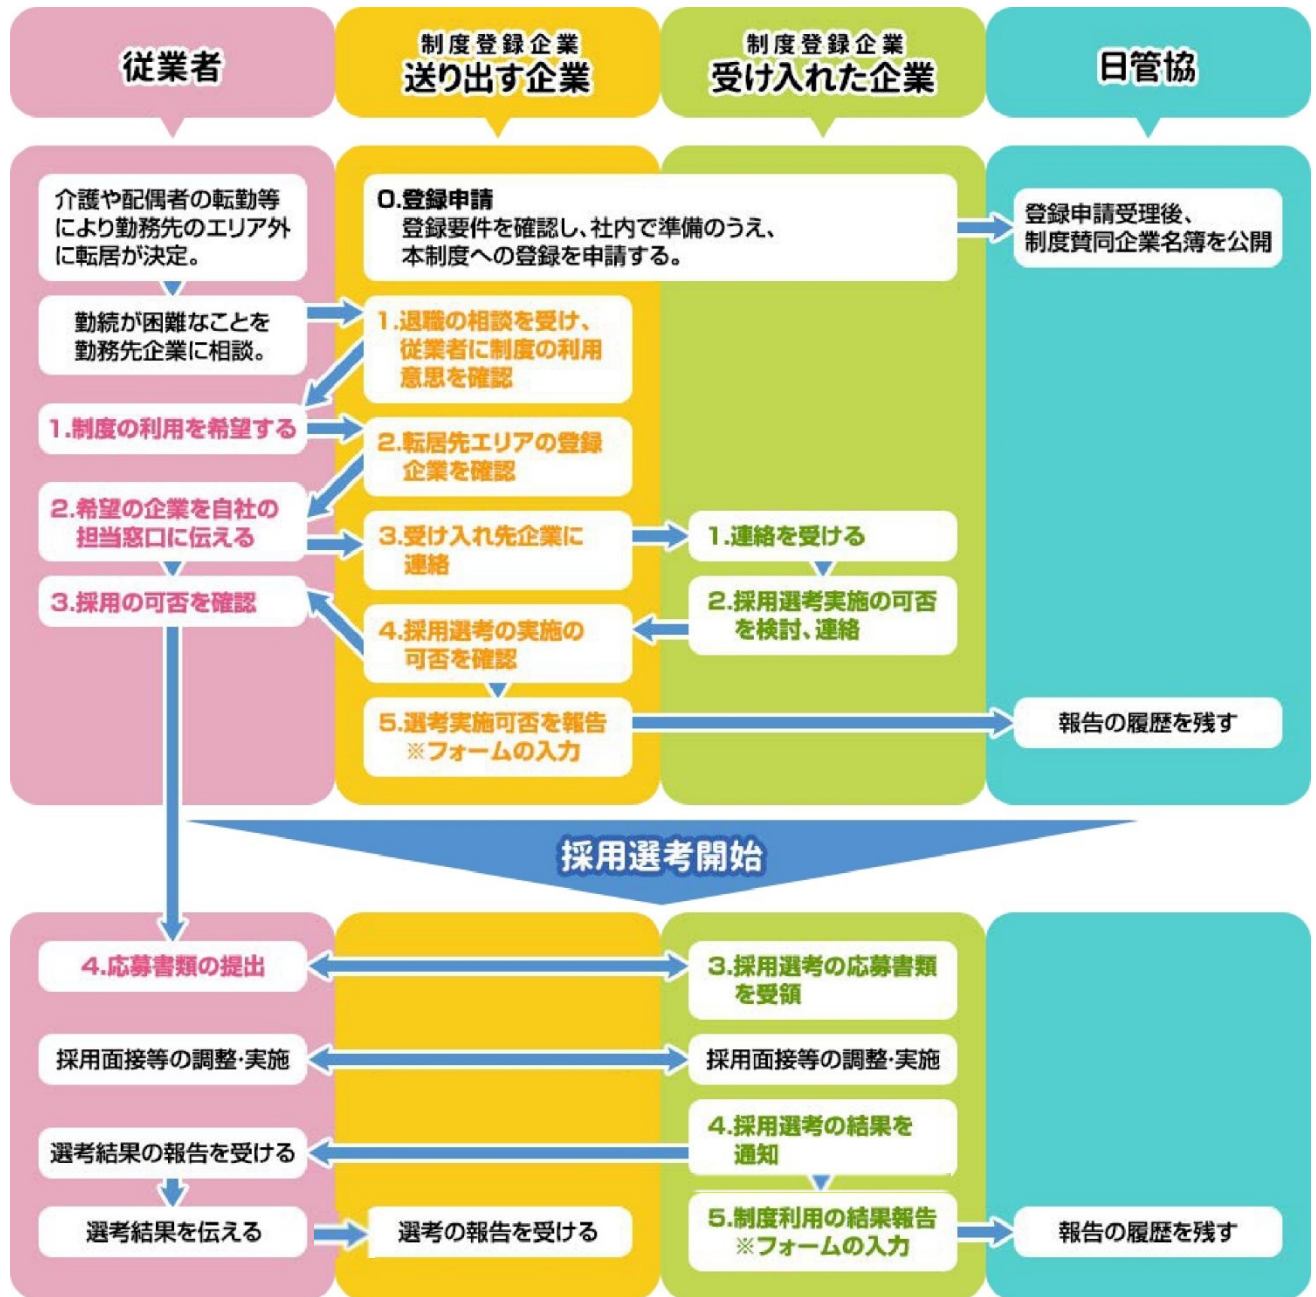 従業者
制度登録企業
送り出す企業
制度登録企業
受け入れた企業
日管協
介護や配偶者の転勤等
により勤務先のエリア外
に転居が決定。
0.登録申請
登録要件を確認し、社内で準備のうえ、
本制度への登録を申請する。
登録申請受理後、
制度賛同企業名簿を公開
勤続が困難なことを
勤務先企業に相談。
1.退職の相談を受け、
従業者に制度の利用
意思を確認
1.制度の利用を希望する
2.転居先エリアの登録
企業を確認
2.希望の企業を自社の
担当窓口に伝える
3.受け入れ先企業に
連絡
1.連絡を受ける
3.採用の可否を確認
2.採用選考実施の可否
を検討、連絡
4.採用選考の実施の
可否を確認
5.選考実施可否を報告
※フォームの入力
報告の履歴を残す
採用選考開始
4.応募書類の提出
3.採用選考の応募書類
を受領
採用面接等の調整・実施
採用面接等の調整・実施
4.採用選考の結果を
通知
選考結果の報告を受ける
選考結果を伝える
選考の報告を受ける
5.制度利用の結果報告
※フォームの入力
報告の履歴を残す